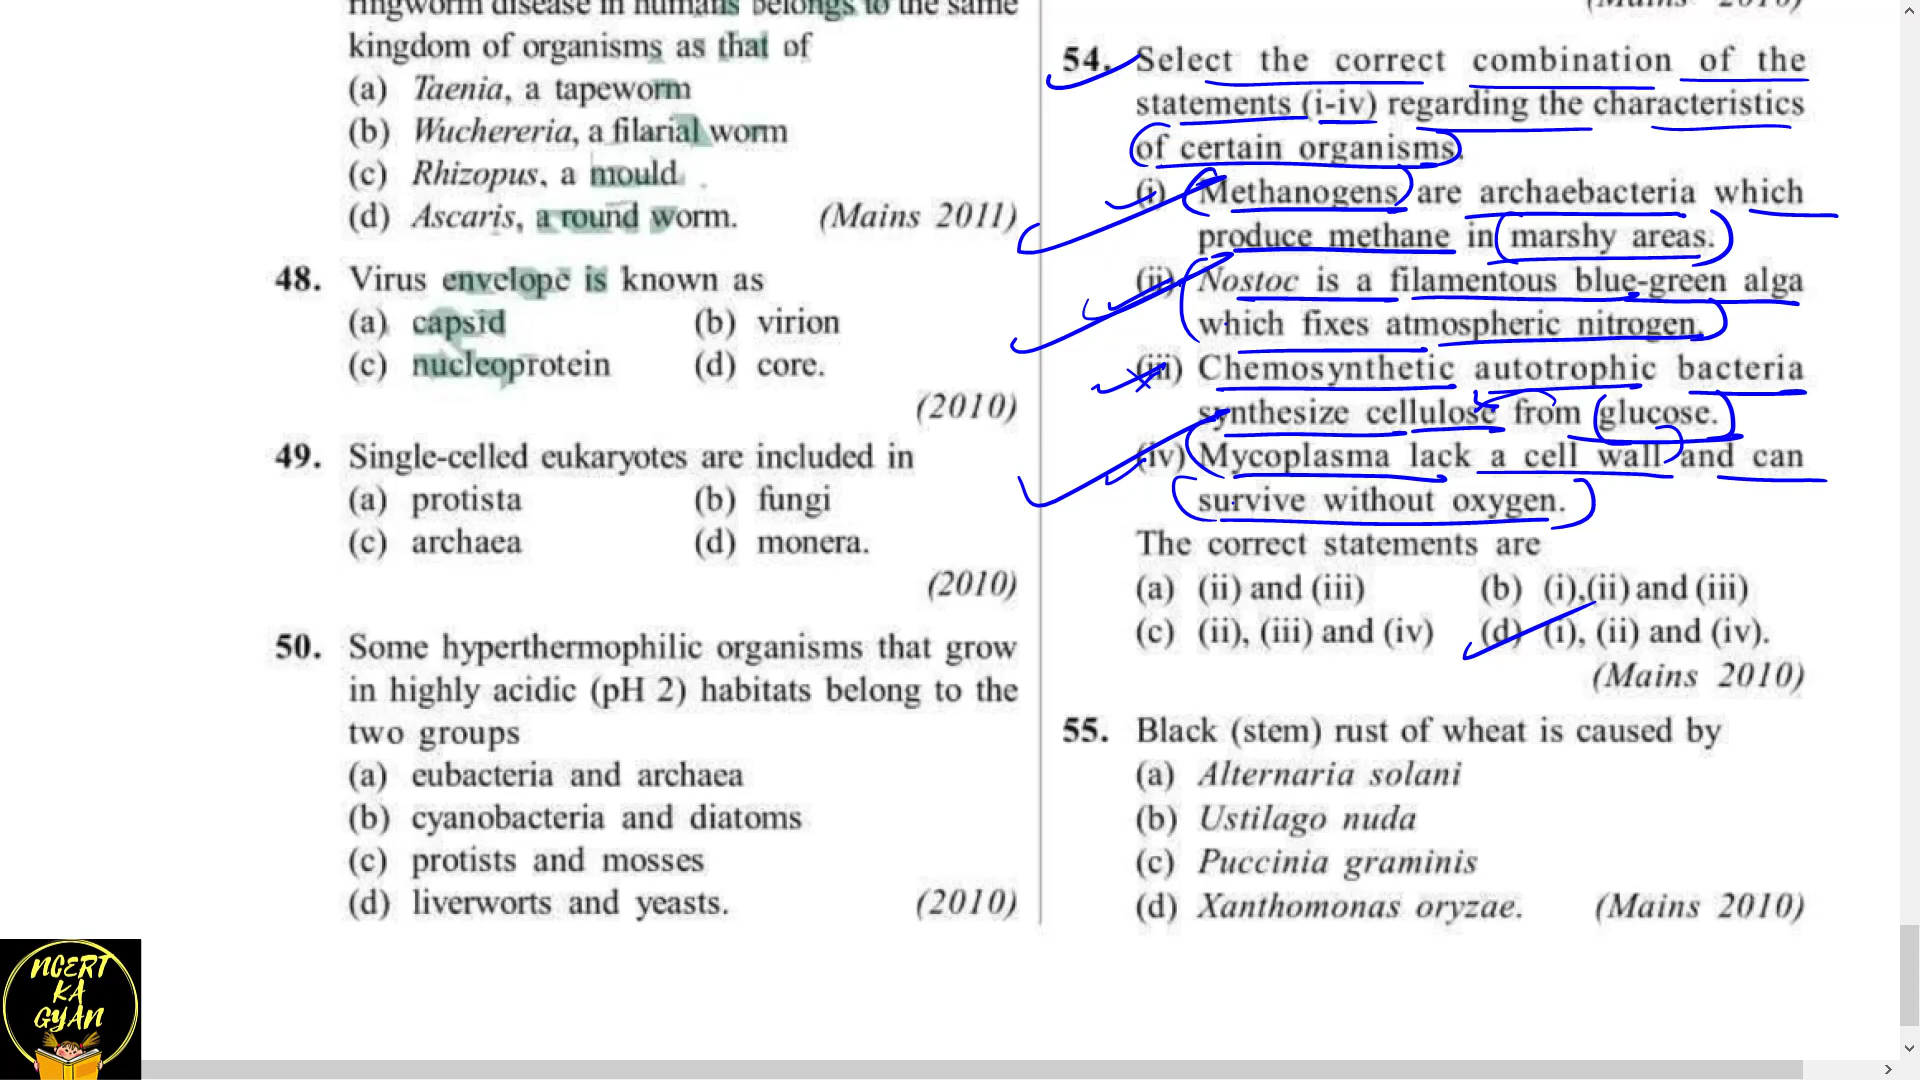 ringworm disease in humans belongs to the same
kingdom of organisms as that of
(a) Taenia, a tapeworm
(b) Wuchereria, a filarial worm
(c) Rhizopus, a mould
(d) Ascaris, a round worm. (Mains 2011)
48. Virus envelope is known as
(a) capsid (b) virion
(c) nucleoprotein (d) core.
(2010)
49. Single-celled eukaryotes are included in
(a) protista (b) fungi
(c) archaea (d) monera.
(2010)
50. Some hyperthermophilic organisms that grow
in highly acidic (pH 2) habitats belong to the
two groups
(a) eubacteria and archaea
(b) cyanobacteria and diatoms
(c) protists and mosses
(d) liverworts and yeasts. (2010)
(Mains 2010)
54. Select the correct combination of the
statements (i-iv) regarding the characteristics
of certain organisms.
(i) Methanogens are archaebacteria which
produce methane in marshy areas.
(ii) Nostoc is a filamentous blue-green alga
which fixes atmospheric nitrogen.
(iii) Chemosynthetic autotrophic bacteria
synthesize cellulose from glucose.
(iv) Mycoplasma lack a cell wall and can
survive without oxygen.
The correct statements are
(a) (ii) and (iii) (b) (i),(ii) and (iii)
(c) (ii), (iii) and (iv) (d) (i), (ii) and (iv).
(Mains 2010)
55. Black (stem) rust of wheat is caused by
(a) Alternaria solani
(b) Ustilago nuda
(c) Puccinia graminis
(d) Xanthomonas oryzae. (Mains 2010)
NCERT
KA
GYAN